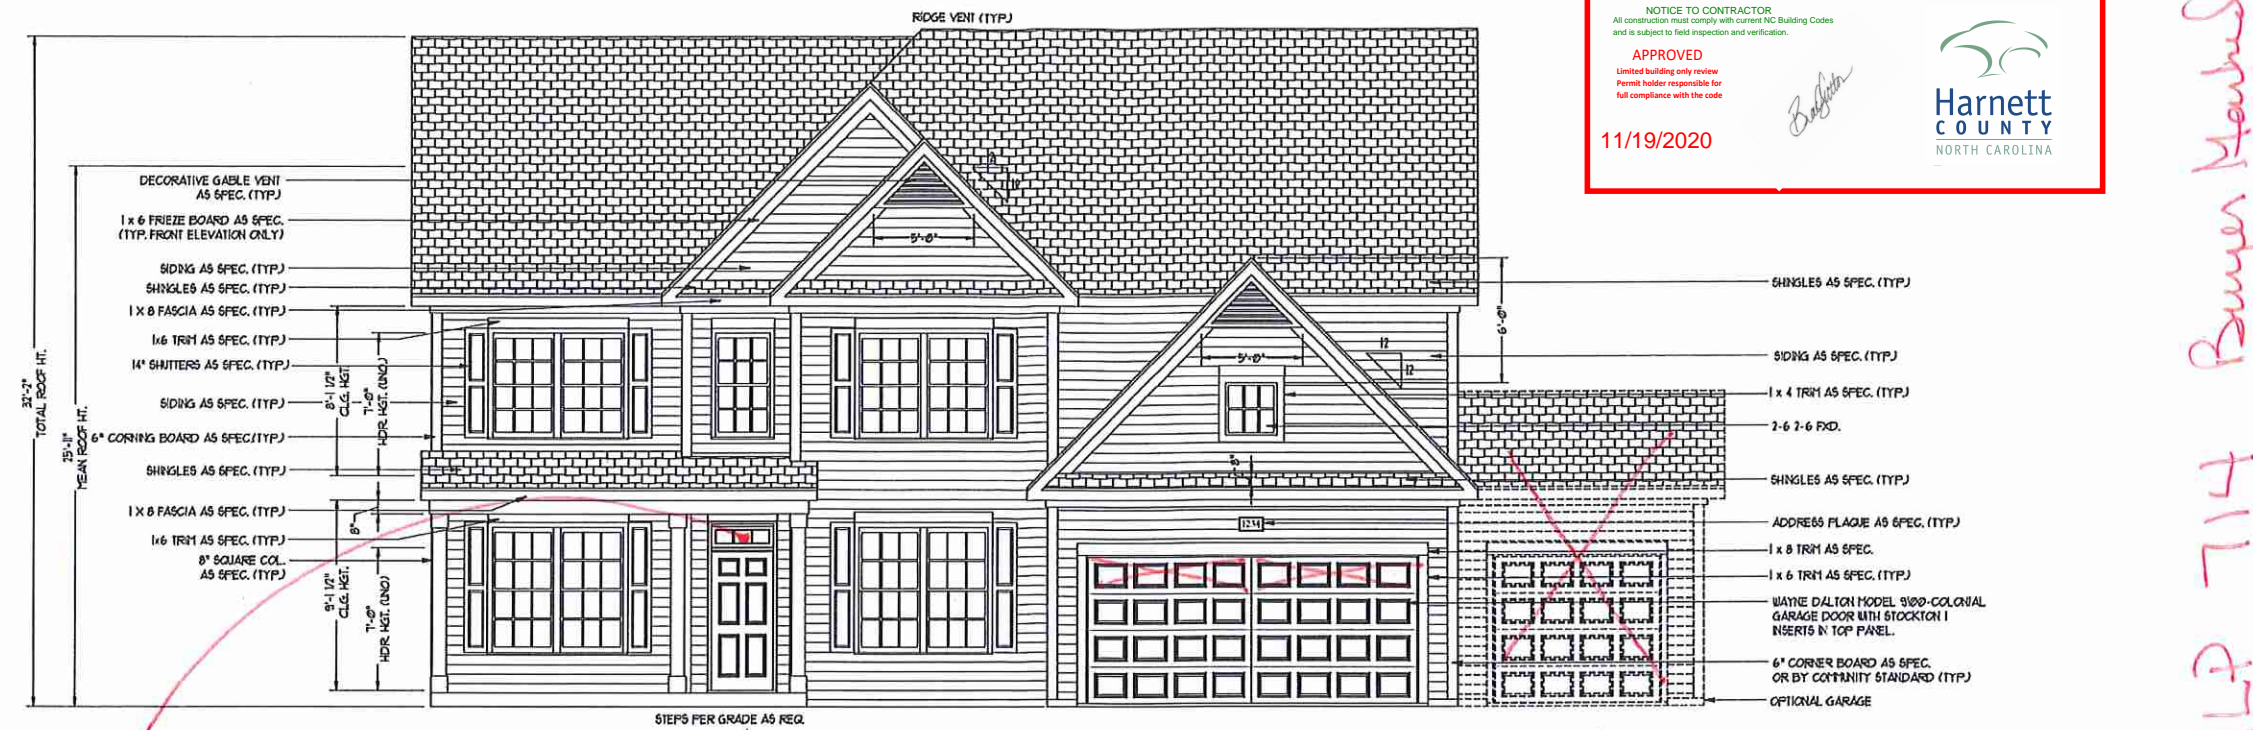 RIDGE VENT (TYP.)
NOTICE TO CONTRACTOR
All construction must comply with current NC Building Codes
and is subject to field inspection and verification.
APPROVED
Limited building only review
Permit holder responsible for
full compliance with the code
11/19/2020
Harnett
COUNTY
NORTH CAROLINA
32'-2"
TOTAL ROOF HT.
25'-11"
MEAN ROOF HT.
DECORATIVE GABLE VENT
AS SPEC. (TYP.)
1 x 6 FRIEZE BOARD AS SPEC.
(TYP. FRONT ELEVATION ONLY)
SIDING AS SPEC. (TYP.)
SHINGLES AS SPEC. (TYP.)
1 X 8 FASCIA AS SPEC. (TYP.)
1x6 TRIM AS SPEC. (TYP.)
14" SHUTTERS AS SPEC. (TYP.)
SIDING AS SPEC. (TYP.)
6" CORNING BOARD AS SPEC.(TYP.)
SHINGLES AS SPEC. (TYP.)
1 X 8 FASCIA AS SPEC. (TYP.)
1x6 TRIM AS SPEC. (TYP.)
8" SQUARE COL.
AS SPEC. (TYP.)
8'-1 1/2"
CLG. HGT.
7'-0"
HDR. HGT. (UNO.)
8"
9'-1 1/2"
CLG. HGT.
7'-0"
HDR. HGT. (UNO)
5'-0"
5'-0"
12
12
6'-0"
1234
SHINGLES AS SPEC. (TYP.)
SIDING AS SPEC. (TYP.)
1 x 4 TRIM AS SPEC. (TYP.)
2-6 2-6 FXD.
SHINGLES AS SPEC. (TYP.)
ADDRESS PLAQUE AS SPEC. (TYP.)
1 x 8 TRIM AS SPEC.
1 x 6 TRIM AS SPEC. (TYP.)
WAYNE DALTON MODEL 9100-COLONIAL
GARAGE DOOR WITH STOCKTON I
INSERTS IN TOP PANEL.
6" CORNER BOARD AS SPEC.
OR BY COMMUNITY STANDARD (TYP.)
OPTIONAL GARAGE
STEPS PER GRADE AS REQ.